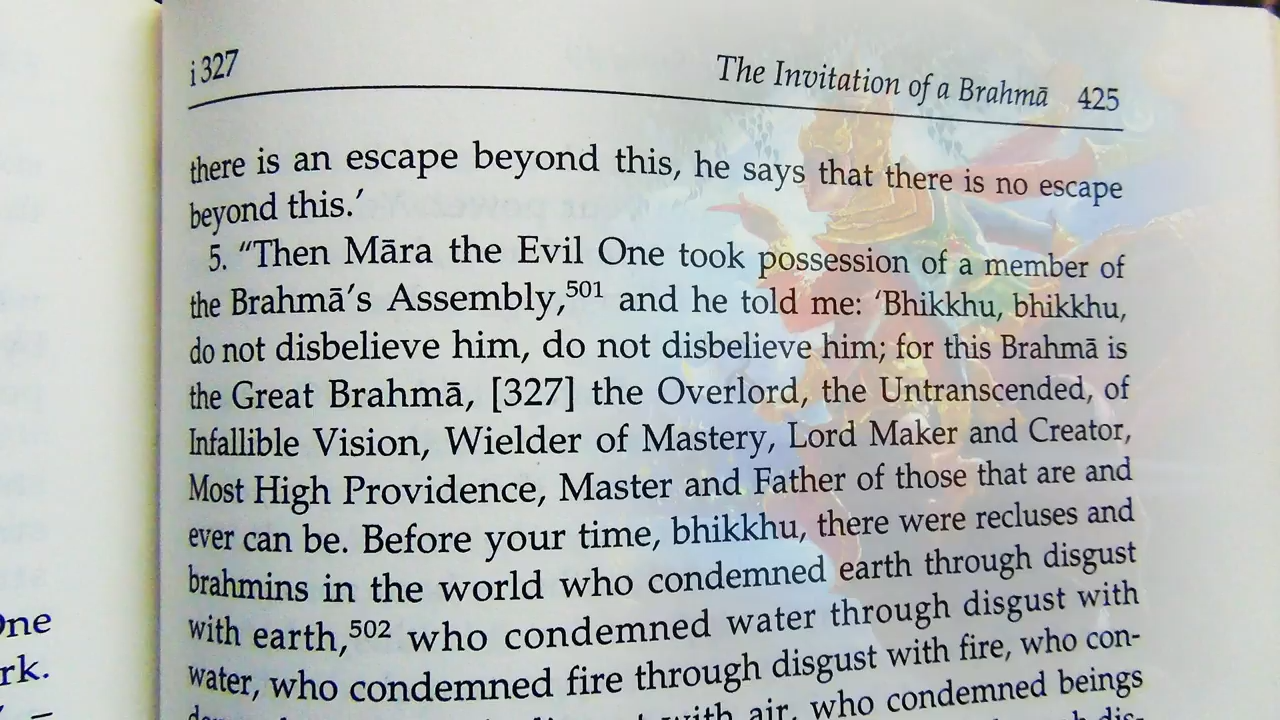 i 327
The Invitation of a Brahmā 425
there is an escape beyond this, he says that there is no escape
beyond this.’
5. “Then Māra the Evil One took possession of a member of
the Brahmā’s Assembly,501 and he told me: ‘Bhikkhu, bhikkhu,
do not disbelieve him, do not disbelieve him; for this Brahmā is
the Great Brahmā, [327] the Overlord, the Untranscended, of
Infallible Vision, Wielder of Mastery, Lord Maker and Creator,
Most High Providence, Master and Father of those that are and
ever can be. Before your time, bhikkhu, there were recluses and
brahmins in the world who condemned earth through disgust
with earth,502 who condemned water through disgust with
water, who condemned fire through disgust with fire, who con-
with air, who condemned beings
One
rk.